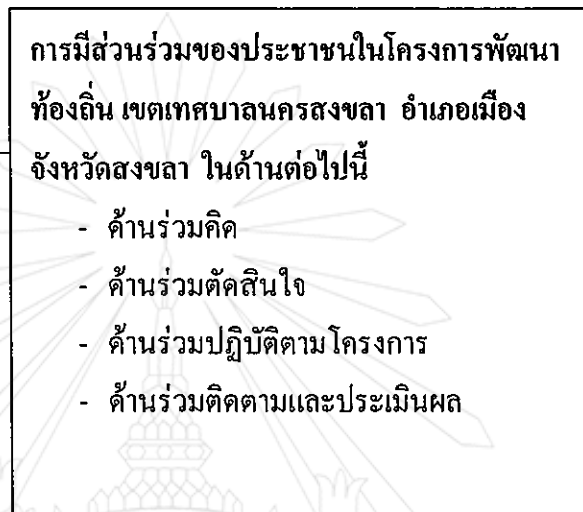 การมีส่วนร่วมของประชาชนในโครงการพัฒนา
ท้องถิ่น เขตเทศบาลนครสงขลา อำเภอเมือง
จังหวัดสงขลา ในด้านต่อไปนี้
- ด้านร่วมคิด
- ด้านร่วมตัดสินใจ
- ด้านร่วมปฏิบัติตามโครงการ
- ด้านร่วมติดตามและประเมินผล